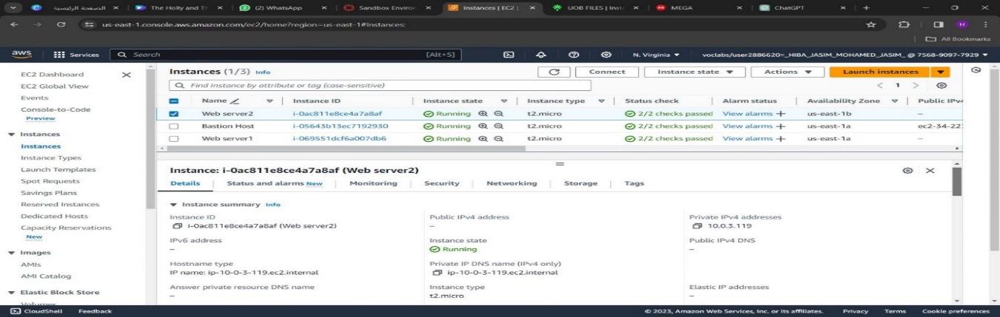 الصفحة الرئيسية
The Holly and Th
(2) WhatsApp
Sandbox Environ
Instances | EC2 |
UOB FILES | Inst
MEGA
ChatGPT
us-east-1.console.aws.amazon.com/ec2/home?region=us-east-1#Instances:
H
All Bookmarks
aws Services Search [Alt+S] N. Virginia voclabs/user2886620=_HIBA_JASIM_MOHAMED_JASIM_ @ 7568-9097-7929
EC2 Dashboard
EC2 Global View
Events
Console-to-Code
Preview
Instances
Instances
Instance Types
Launch Templates
Spot Requests
Savings Plans
Reserved Instances
Dedicated Hosts
Capacity Reservations
New
Images
AMIs
AMI Catalog
Elastic Block Store
Volumes
Instances (1/3) Info Connect Instance state Actions Launch instances
Find Instance by attribute or tag (case-sensitive) 1
Name Instance ID Instance state Instance type Status check Alarm status Availability Zone Public IPv4
Web server2 i-0ac811e8ce4a7a8af Running t2.micro 2/2 checks passed View alarms + us-east-1b –
Bastion Host i-05643b13ec7192930 Running t2.micro 2/2 checks passed View alarms + us-east-1a ec2-34-22
Web server1 i-069551dcf6a007db6 Running t2.micro 2/2 checks passed View alarms + us-east-1a –
Instance: i-0ac811e8ce4a7a8af (Web server2)
Details Status and alarms New Monitoring Security Networking Storage Tags
Instance summary Info
Instance ID Public IPv4 address Private IPv4 addresses
i-0ac811e8ce4a7a8af (Web server2) – 10.0.3.119
IPv6 address Instance state Public IPv4 DNS
– Running –
Hostname type Private IP DNS name (IPv4 only)
IP name: ip-10-0-3-119.ec2.internal ip-10-0-3-119.ec2.internal
Answer private resource DNS name Instance type Elastic IP addresses
– t2.micro –
CloudShell Feedback © 2023, Amazon Web Services, Inc. or its affiliates. Privacy Terms Cookie preferences